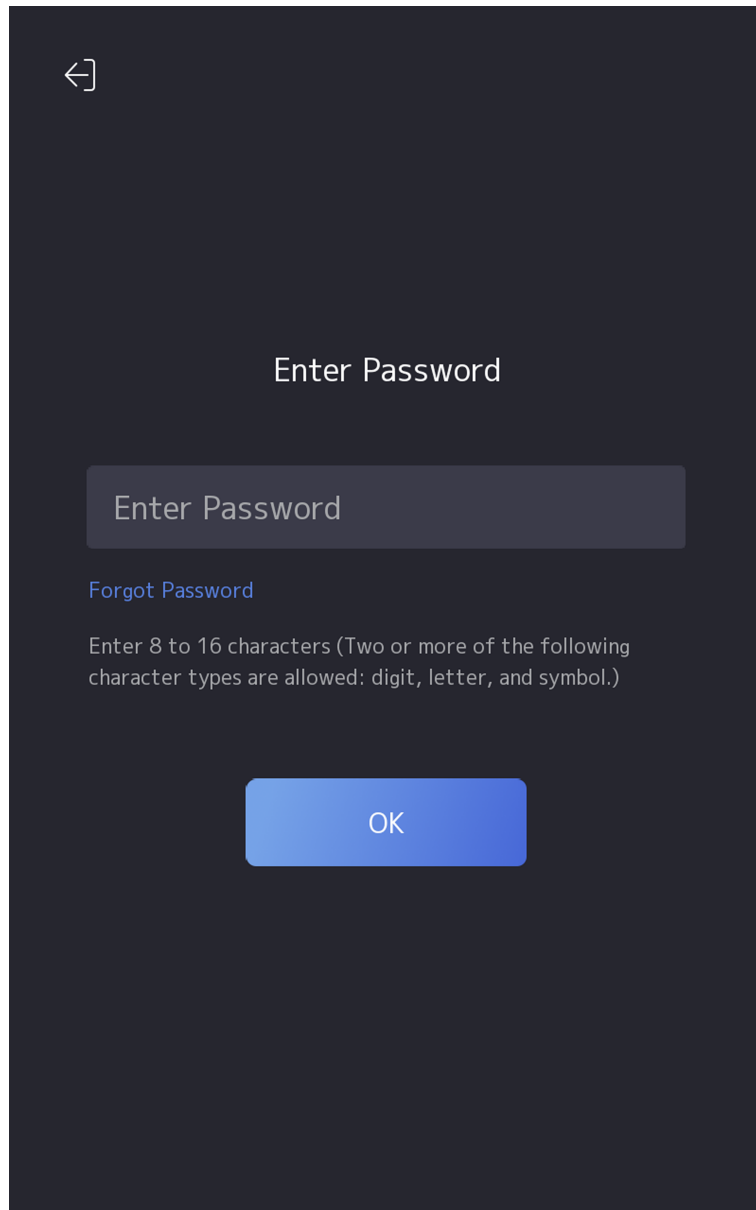 Enter Password
Enter Password
Forgot Password
Enter 8 to 16 characters (Two or more of the following
character types are allowed: digit, letter, and symbol.)
OK